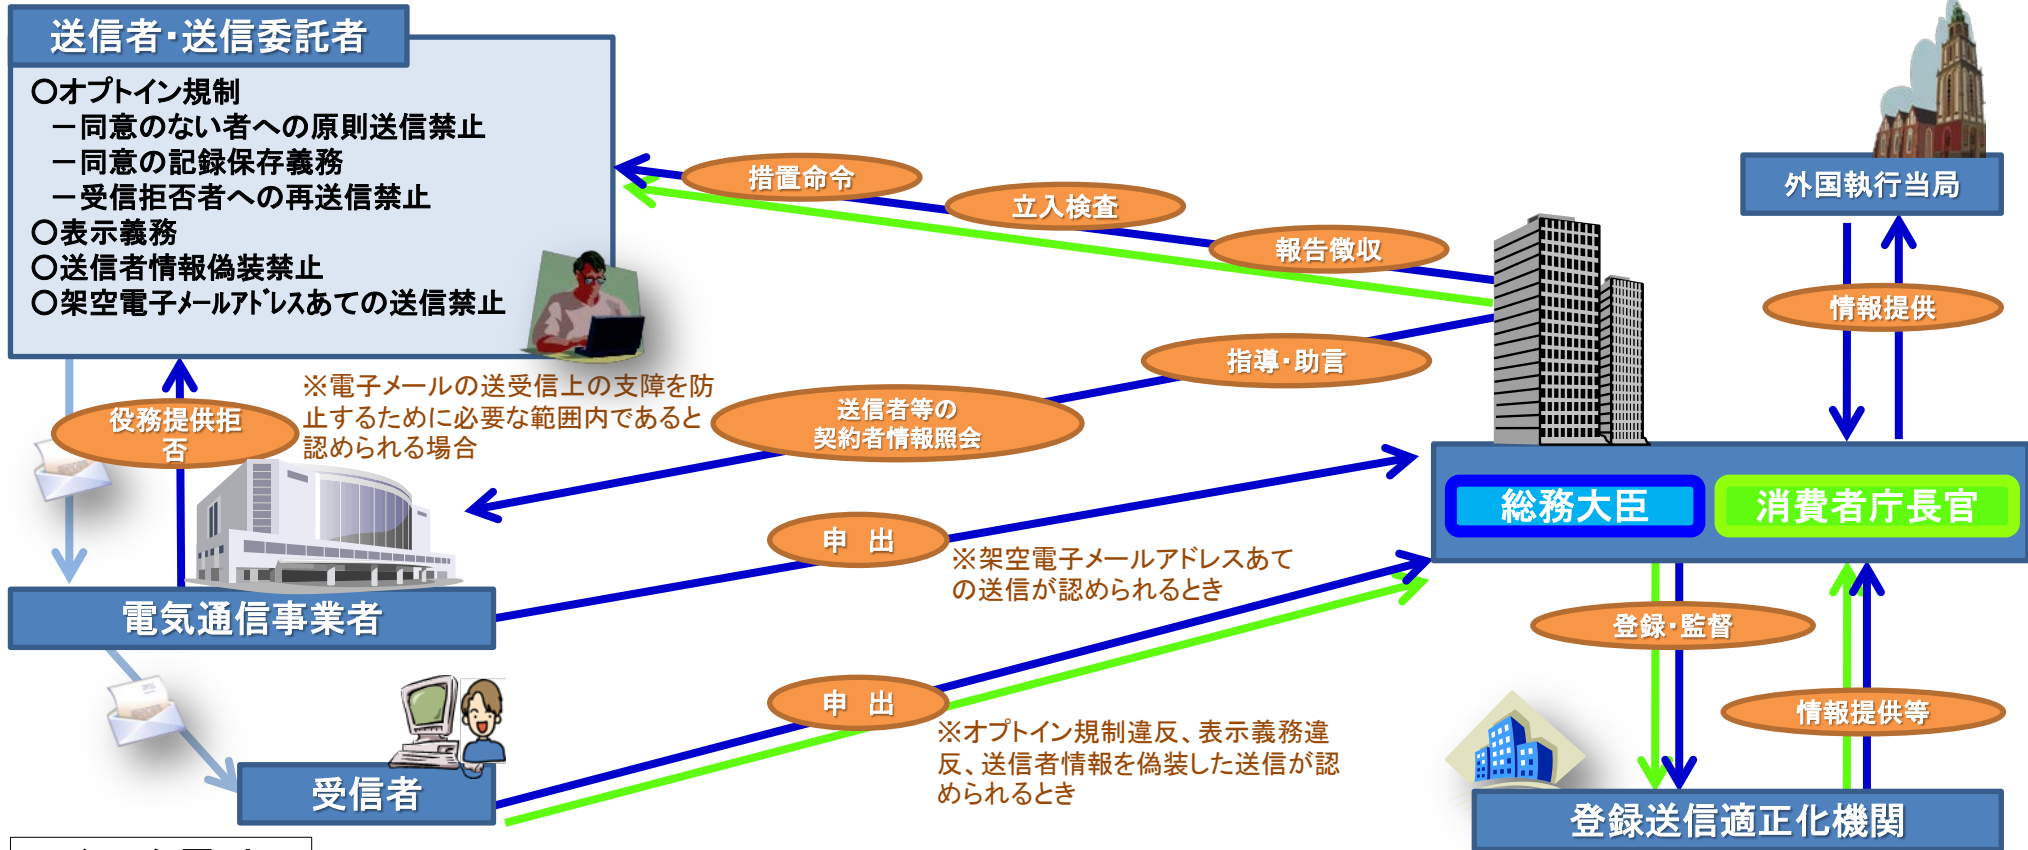 送信者・送信委託者
○オプトイン規制
－同意のない者への原則送信禁止
－同意の記録保存義務
－受信拒否者への再送信禁止
○表示義務
○送信者情報偽装禁止
○架空電子メールアドレスあての送信禁止
措置命令
立入検査
報告徴収
外国執行当局
情報提供
指導・助言
送信者等の
契約者情報照会
役務提供拒
否
※電子メールの送受信上の支障を防
止するために必要な範囲内であると
認められる場合
総務大臣
消費者庁長官
申 出
※架空電子メールアドレスあて
の送信が認められるとき
電気通信事業者
登録・監督
申 出
※オプトイン規制違反、表示義務違
反、送信者情報を偽装した送信が認
められるとき
情報提供等
受信者
登録送信適正化機関